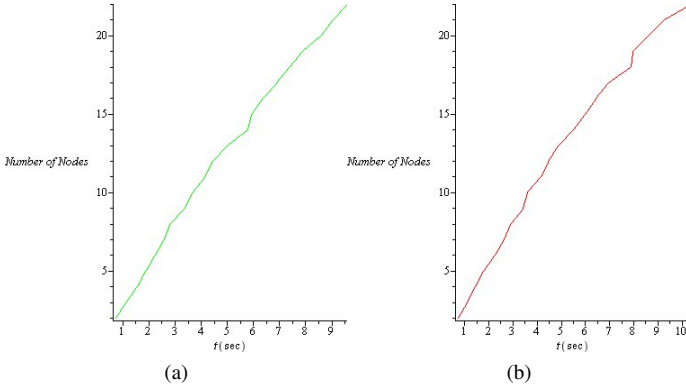 20
15
Number of Nodes
10
5
1 2 3 4 5 6 7 8 9
t(sec)
(a)
20
15
Number of Nodes
10
5
1 2 3 4 5 6 7 8 9 10
t(sec)
(b)